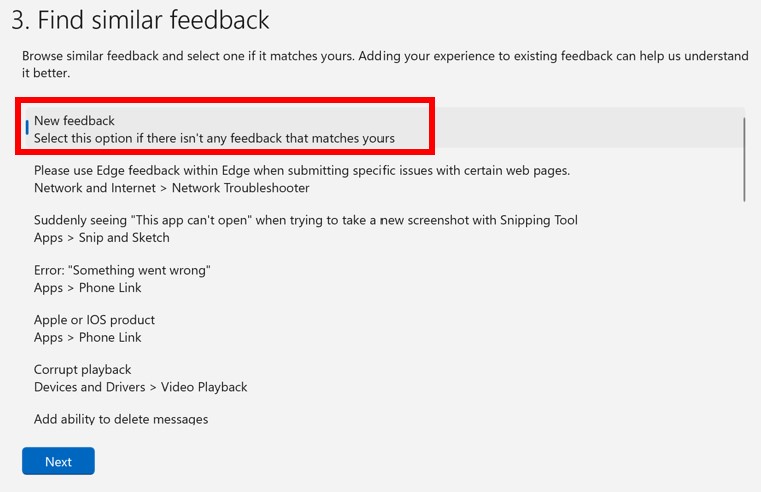 3. Find similar feedback
Browse similar feedback and select one if it matches yours. Adding your experience to existing feedback can help us understand
it better.
New feedback
Select this option if there isn't any feedback that matches yours
Please use Edge feedback within Edge when submitting specific issues with certain web pages.
Network and Internet > Network Troubleshooter
Suddenly seeing "This app can't open" when trying to take a new screenshot with Snipping Tool
Apps > Snip and Sketch
Error: "Something went wrong"
Apps > Phone Link
Apple or IOS product
Apps > Phone Link
Corrupt playback
Devices and Drivers > Video Playback
Add ability to delete messages
Next